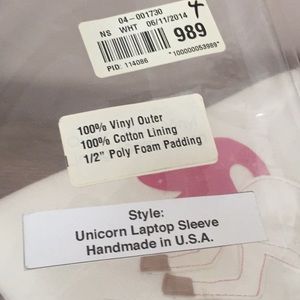 04-001730
NS WHT 06/11/2014
4
989
PID: 114086 *100000053989*
100% Vinyl Outer
100% Cotton Lining
1/2" Poly Foam Padding
Style:
Unicorn Laptop Sleeve
Handmade in U.S.A.